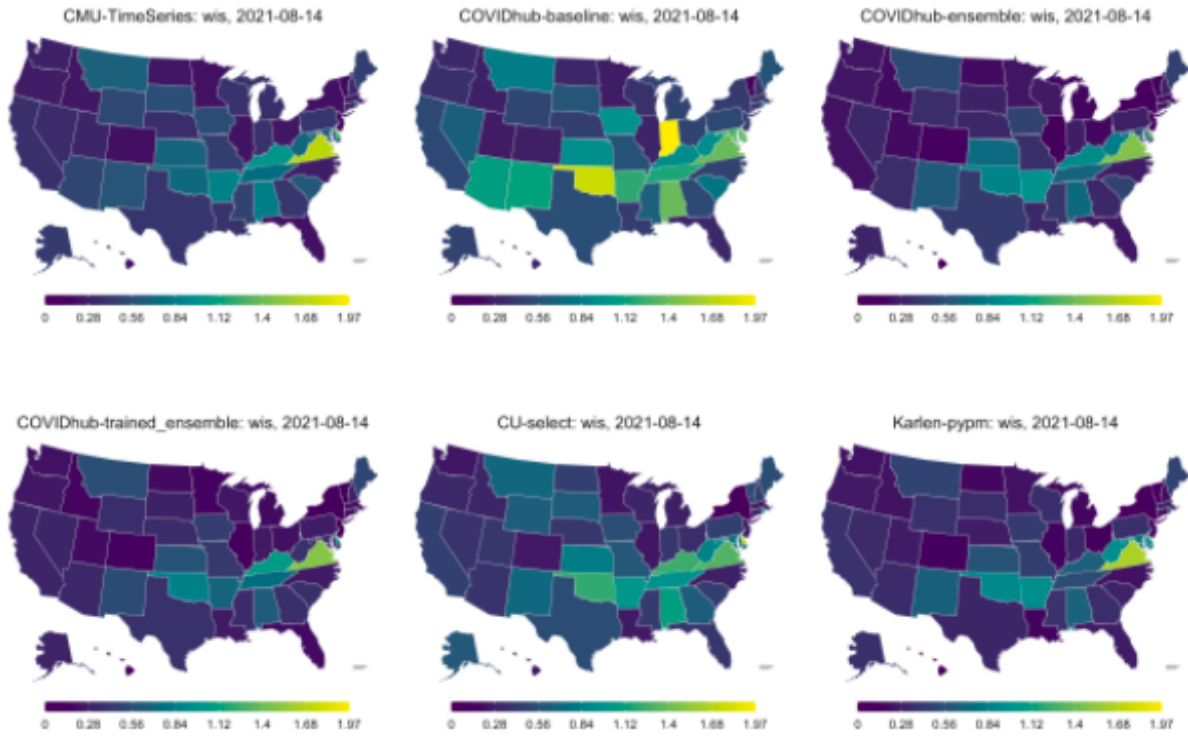 CMU-TimeSeries: wis, 2021-08-14
COVIDhub-baseline: wis, 2021-08-14
COVIDhub-ensemble: wis, 2021-08-14
0 0.28 0.56 0.84 1.12 1.4 1.68 1.97
0 0.28 0.56 0.84 1.12 1.4 1.68 1.97
0 0.28 0.56 0.84 1.12 1.4 1.68 1.97
COVIDhub-trained_ensemble: wis, 2021-08-14
CU-select: wis, 2021-08-14
Karlen-pypm: wis, 2021-08-14
0 0.28 0.56 0.84 1.12 1.4 1.68 1.97
0 0.28 0.56 0.84 1.12 1.4 1.68 1.97
0 0.28 0.56 0.84 1.12 1.4 1.68 1.97